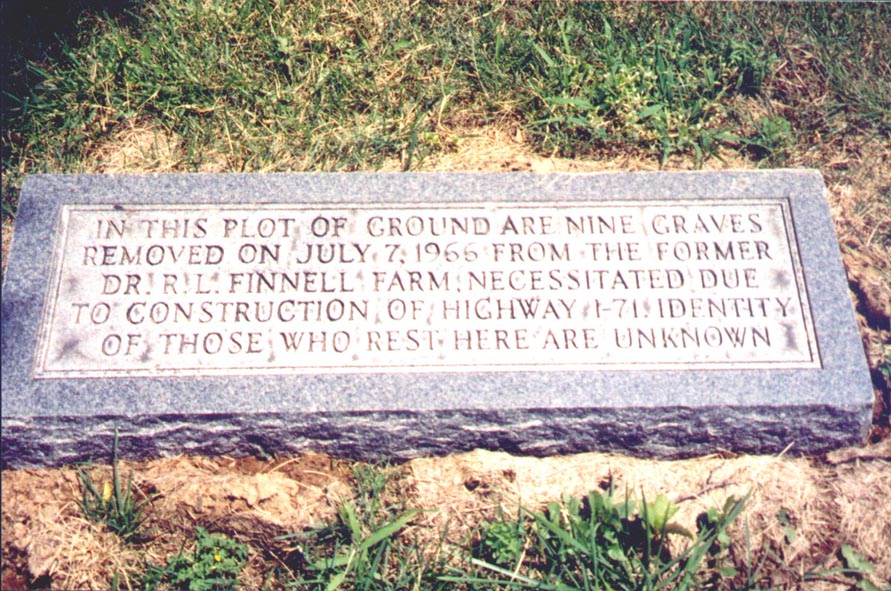 IN THIS PLOT OF GROUND ARE NINE GRAVES
REMOVED ON JULY 7, 1966 FROM THE FORMER
DR. R. L. FINNELL FARM, NECESSITATED DUE
TO CONSTRUCTION OF HIGHWAY I-71. IDENTITY
OF THOSE WHO REST HERE ARE UNKNOWN